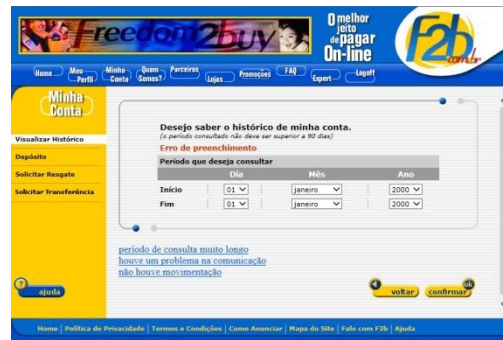 Freedom2buy
O melhor
jeito
de pagar
On-line
F2b
.com.br
Home
Meu Perfil
Minha Conta
Quem Somos?
Parceiros
Lojas
Promoções
FAQ
Expert
Logoff
Minha
Conta
Visualizar Histórico
Depósito
Solicitar Resgate
Solicitar Transferência
Desejo saber o histórico de minha conta.
(o período consultado não deve ser superior a 90 dias)
Erro de preenchimento
Período que deseja consultar
Dia Mês Ano
Início 01 janeiro 2000
Fim 01 janeiro 2000
periodo de consulta muito longo
houve um problema na comunicação
não houve movimentação
? ajuda
voltar
confirmar ok
Home | Política de Privacidade | Termos e Condições | Como Anunciar | Mapa do Site | Fale com F2b | Ajuda